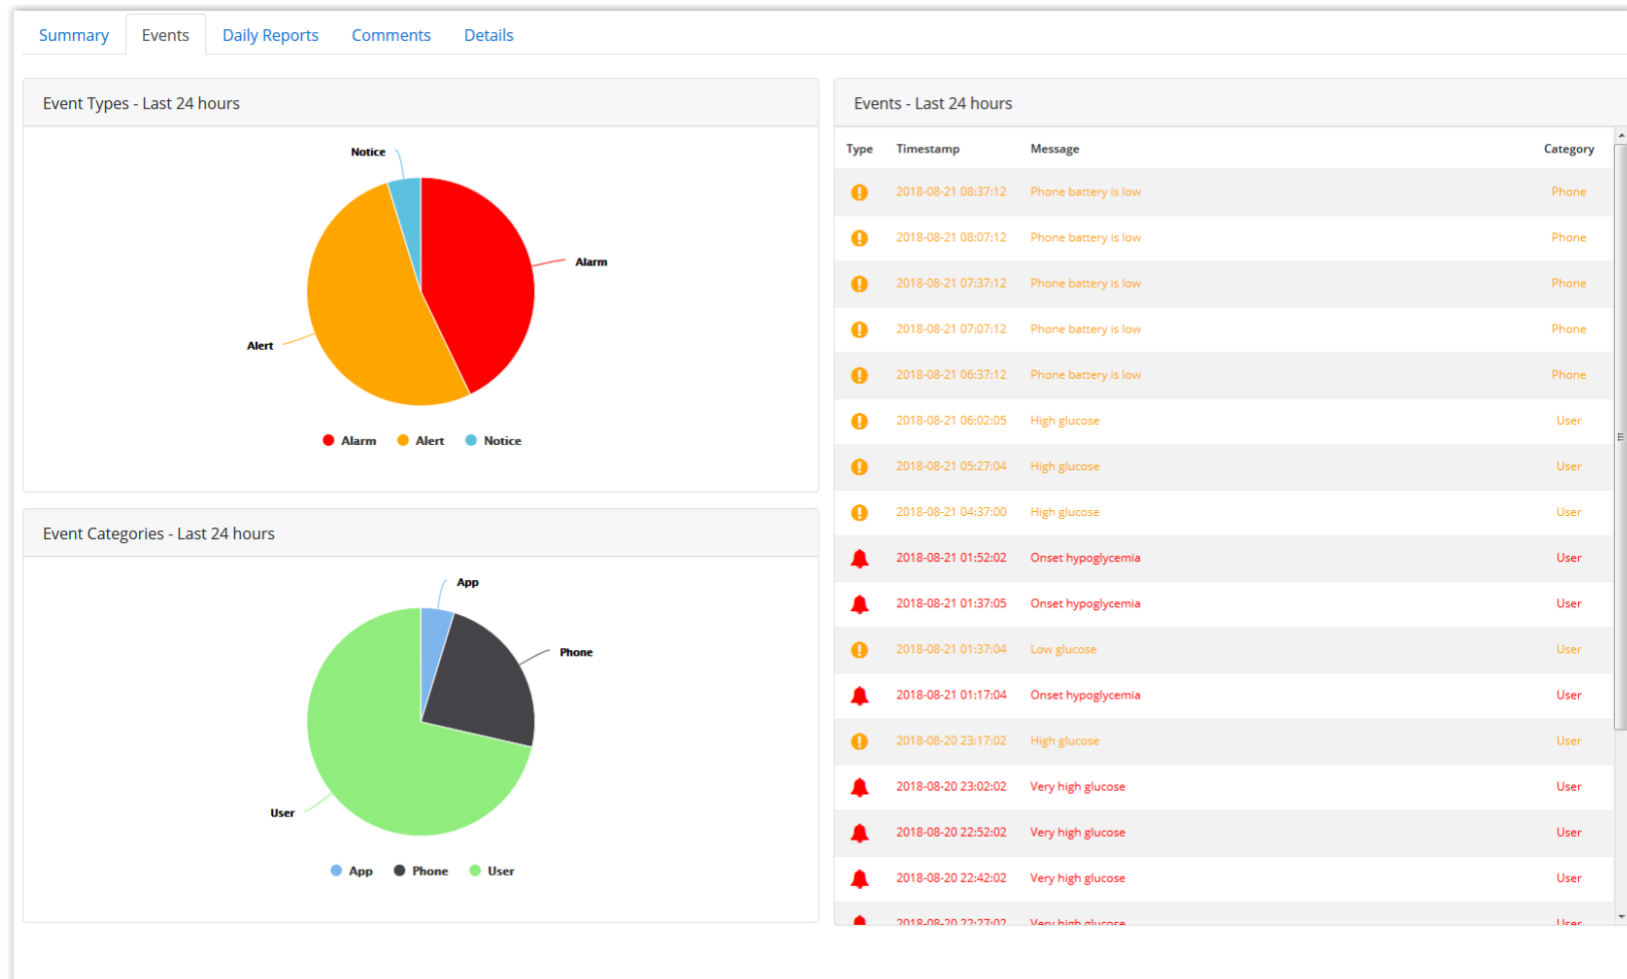 Summary Events Daily Reports Comments Details
Event Types - Last 24 hours
Notice
Alarm
Alert
Alarm Alert Notice
Event Categories - Last 24 hours
App
Phone
User
App Phone User
Events - Last 24 hours
Type Timestamp Message Category
2018-08-21 08:37:12 Phone battery is low Phone
2018-08-21 08:07:12 Phone battery is low Phone
2018-08-21 07:37:12 Phone battery is low Phone
2018-08-21 07:07:12 Phone battery is low Phone
2018-08-21 06:37:12 Phone battery is low Phone
2018-08-21 06:02:05 High glucose User
2018-08-21 05:27:04 High glucose User
2018-08-21 04:37:00 High glucose User
2018-08-21 01:52:02 Onset hypoglycemia User
2018-08-21 01:37:05 Onset hypoglycemia User
2018-08-21 01:37:04 Low glucose User
2018-08-21 01:17:04 Onset hypoglycemia User
2018-08-20 23:17:02 High glucose User
2018-08-20 23:02:02 Very high glucose User
2018-08-20 22:52:02 Very high glucose User
2018-08-20 22:42:02 Very high glucose User
2018-08-20 22:27:02 Very high glucose User